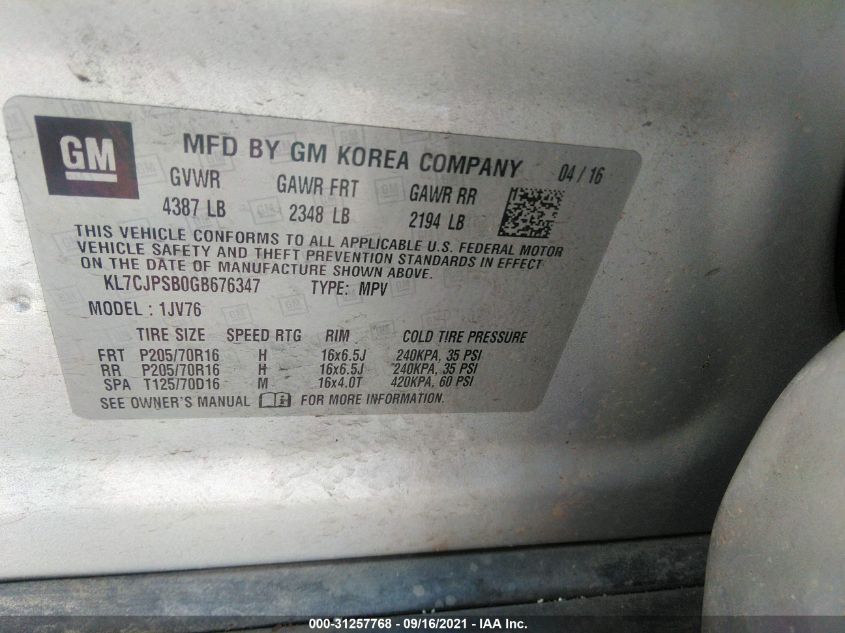 GM
MFD BY GM KOREA COMPANY 04 / 16
GVWR GAWR FRT GAWR RR
4387 LB 2348 LB 2194 LB
THIS VEHICLE CONFORMS TO ALL APPLICABLE U.S. FEDERAL MOTOR
VEHICLE SAFETY AND THEFT PREVENTION STANDARDS IN EFFECT
ON THE DATE OF MANUFACTURE SHOWN ABOVE.
KL7CJPSB0GB676347 TYPE: MPV
MODEL : 1JV76
TIRE SIZE SPEED RTG RIM COLD TIRE PRESSURE
FRT P205/70R16 H 16x6.5J 240KPA, 35 PSI
RR P205/70R16 H 16x6.5J 240KPA, 35 PSI
SPA T125/70D16 M 16x4.0T 420KPA, 60 PSI
SEE OWNER'S MANUAL FOR MORE INFORMATION.
000-31257768 - 09/16/2021 - IAA Inc.